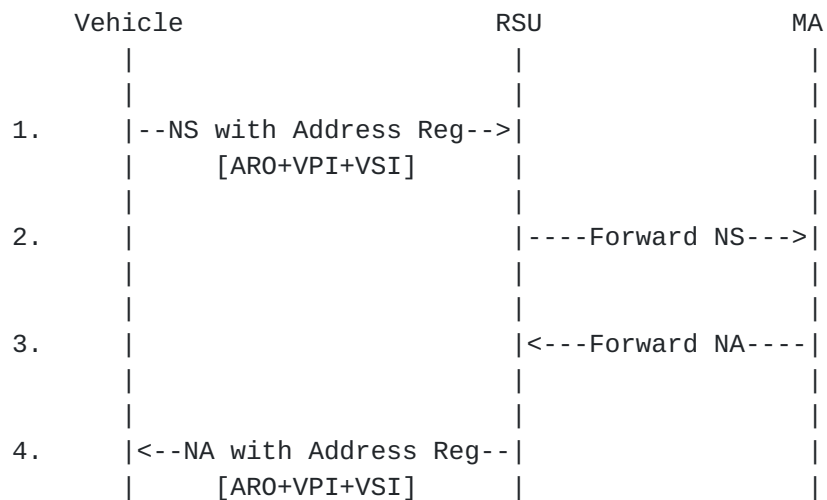 Vehicle RSU MA
1. |--NS with Address Reg-->|
[ARO+VPI+VSI]
2. |----Forward NS--->|
3. |<---Forward NA----|
4. |<--NA with Address Reg--|
[ARO+VPI+VSI]